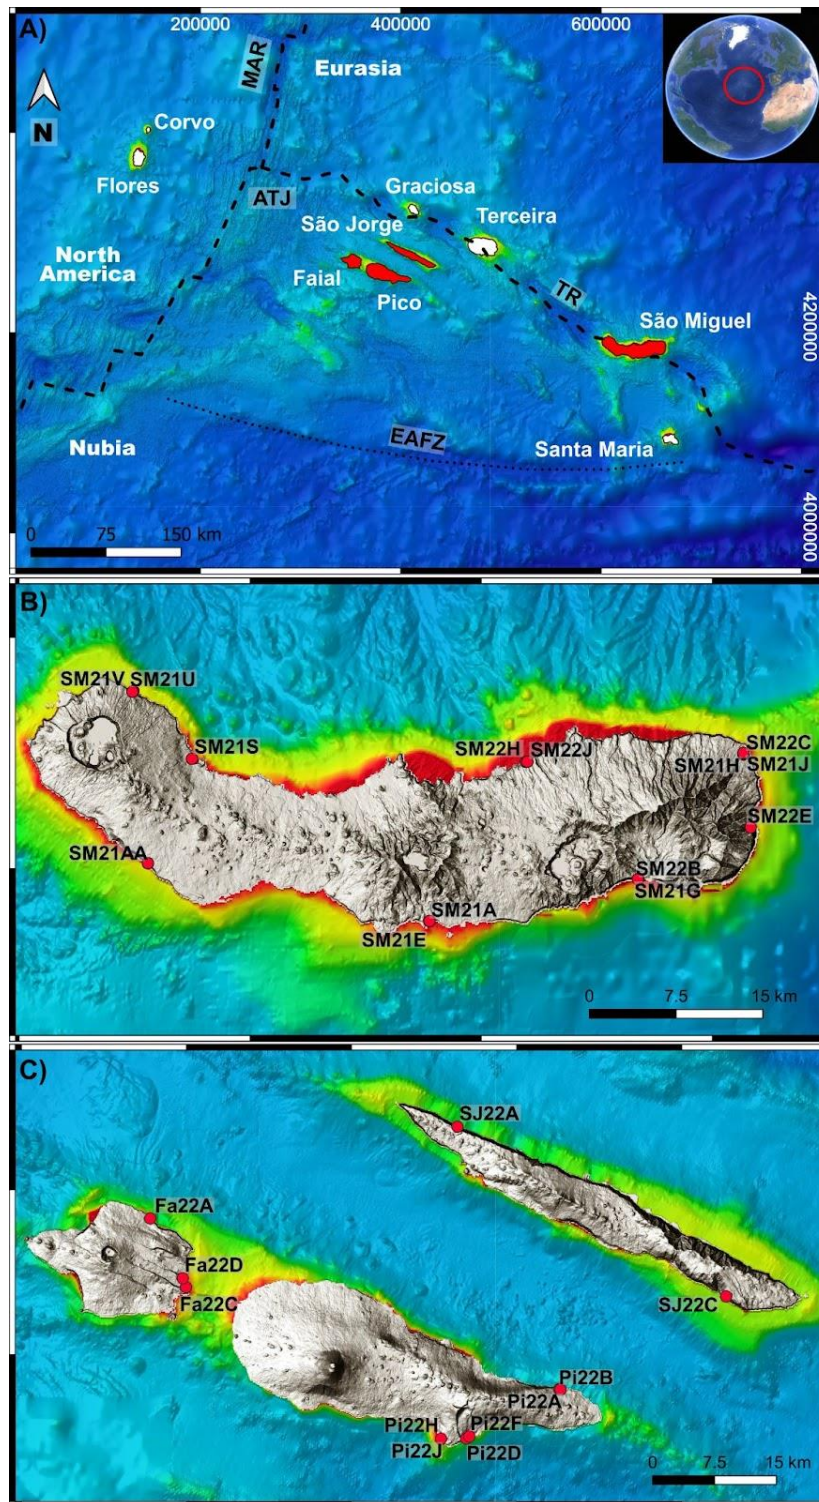 A)
200000
400000
600000
MAR
Eurasia
N
Corvo
Flores
ATJ
Graciosa
São Jorge
Terceira
North
America
Faial
Pico
TR
São Miguel
4200000
Nubia
EAFZ
Santa Maria
0 75 150 km
4000000
B)
SM21V SM21U
SM21S
SM22H SM22J
SM22C
SM21H SM21J
SM22E
SM21AA
SM22B
SM21G
SM21A
SM21E
0 7.5 15 km
C)
SJ22A
Fa22A
Fa22D
Fa22C
SJ22C
Pi22B
Pi22A
Pi22H Pi22F
Pi22J Pi22D
0 7.5 15 km